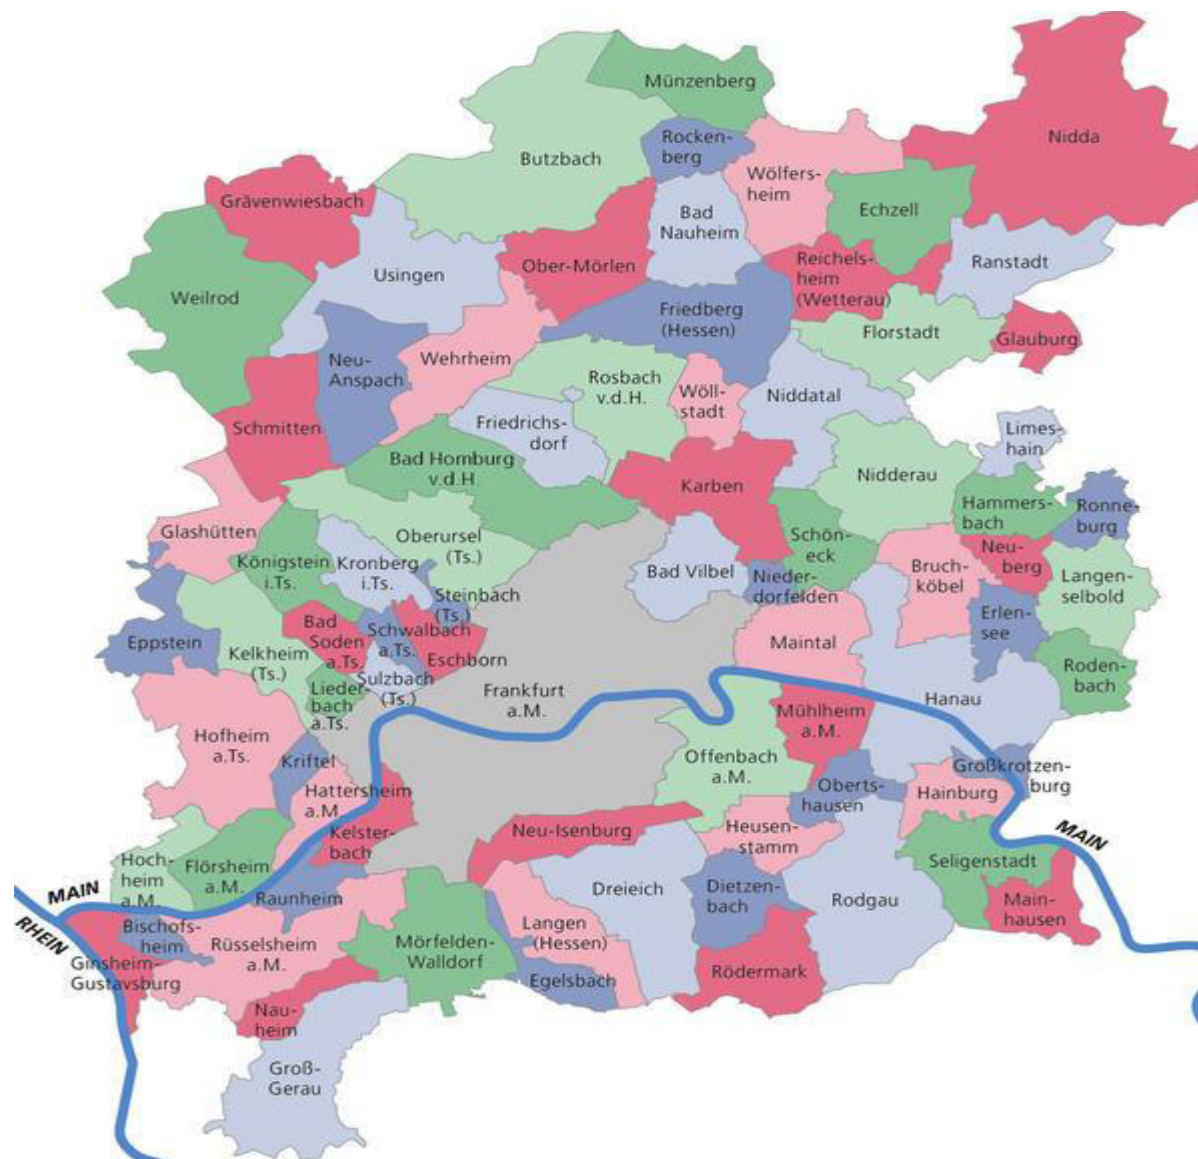 Münzenberg
Nidda
Rocken-
berg
Butzbach
Wölfers-
heim
Grävenwiesbach
Echzell
Bad
Nauheim
Usingen
Ober-Mörlen
Reichels-
heim
(Wetterau)
Ranstadt
Weilrod
Friedberg
(Hessen)
Florstadt
Glauburg
Neu-
Anspach
Wehrheim
Rosbach
v.d.H.
Wöll-
stadt
Niddatal
Schmitten
Friedrichs-
dorf
Limes-
hain
Bad Homburg
v.d.H.
Karben
Nidderau
Hammers-
bach
Ronne-
burg
Glashütten
Oberursel
(Ts.)
Schön-
eck
Neu-
berg
Königstein
i.Ts.
Kronberg
i.Ts.
Bad Vilbel
Nieder-
dorfelden
Bruch-
köbel
Langen-
selbold
Steinbach
(Ts.)
Erlen-
see
Eppstein
Bad
Soden
a.Ts.
Schwalbach
a.Ts.
Eschborn
Maintal
Kelkheim
(Ts.)
Sulzbach
(Ts.)
Roden-
bach
Lieder-
bach
a.Ts.
Frankfurt
a.M.
Hanau
Mühlheim
a.M.
Hofheim
a.Ts.
Kriftel
Offenbach
a.M.
Großkrotzen-
burg
Hattersheim
a.M.
Oberts-
hausen
Hainburg
Kelster-
bach
Neu-Isenburg
Heusen-
stamm
MAIN
Hoch-
heim
a.M.
Flörsheim
a.M.
Seligenstadt
Dreieich
Dietzen-
bach
Rodgau
Main-
hausen
MAIN
Raunheim
RHEIN
Bischofs-
heim
Langen
(Hessen)
Rüsselsheim
a.M.
Mörfelden-
Walldorf
Ginsheim-
Gustavsburg
Egelsbach
Rödermark
Nau-
heim
Groß-
Gerau